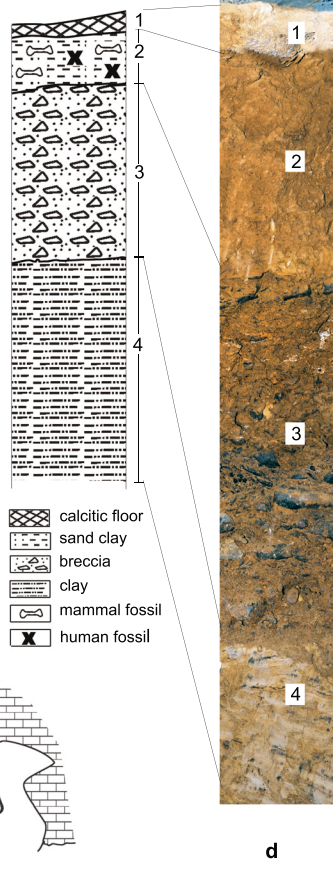 1
2
3
4
calcitic floor
sand clay
breccia
clay
mammal fossil
human fossil
1
2
3
4
d